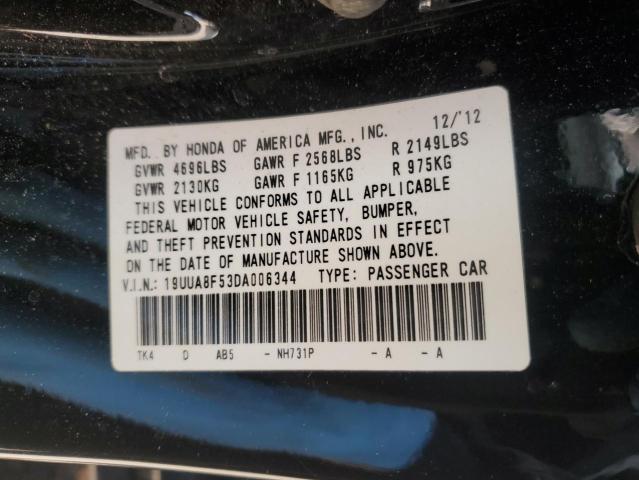 MFD. BY HONDA OF AMERICA MFG., INC. 12/'12
GVWR 4696LBS GAWR F 2568LBS R 2149LBS
GVWR 2130KG GAWR F 1165KG R 975KG
THIS VEHICLE CONFORMS TO ALL APPLICABLE
FEDERAL MOTOR VEHICLE SAFETY, BUMPER,
AND THEFT PREVENTION STANDARDS IN EFFECT
ON THE DATE OF MANUFACTURE SHOWN ABOVE.
V.I.N.: 19UUA8F53DA006344 TYPE: PASSENGER CAR
TK4 D AB5 - NH731P - A - A